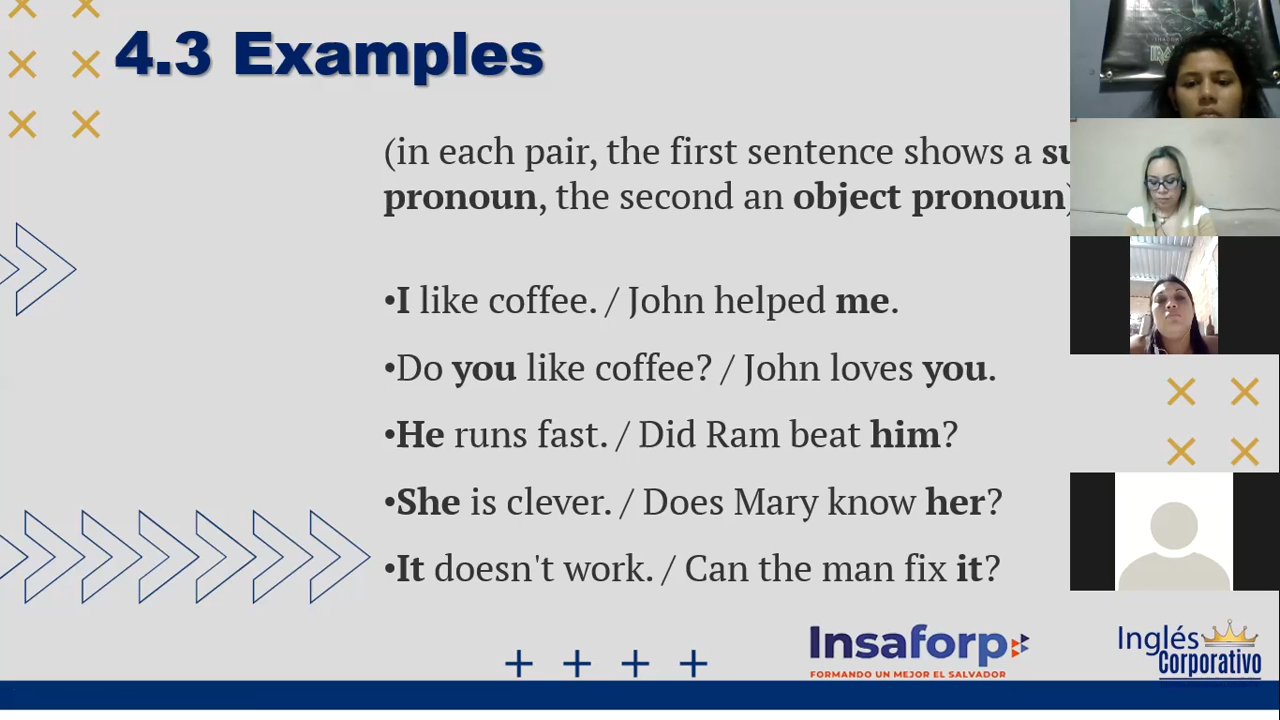 4.3 Examples
(in each pair, the first sentence shows a
pronoun, the second an object pronoun)
•I like coffee. / John helped me.
•Do you like coffee? / John loves you.
•He runs fast. / Did Ram beat him?
•She is clever. / Does Mary know her?
•It doesn't work. / Can the man fix it?
Insaforp
FORMANDO UN MEJOR EL SALVADOR
Inglés
Corporativo